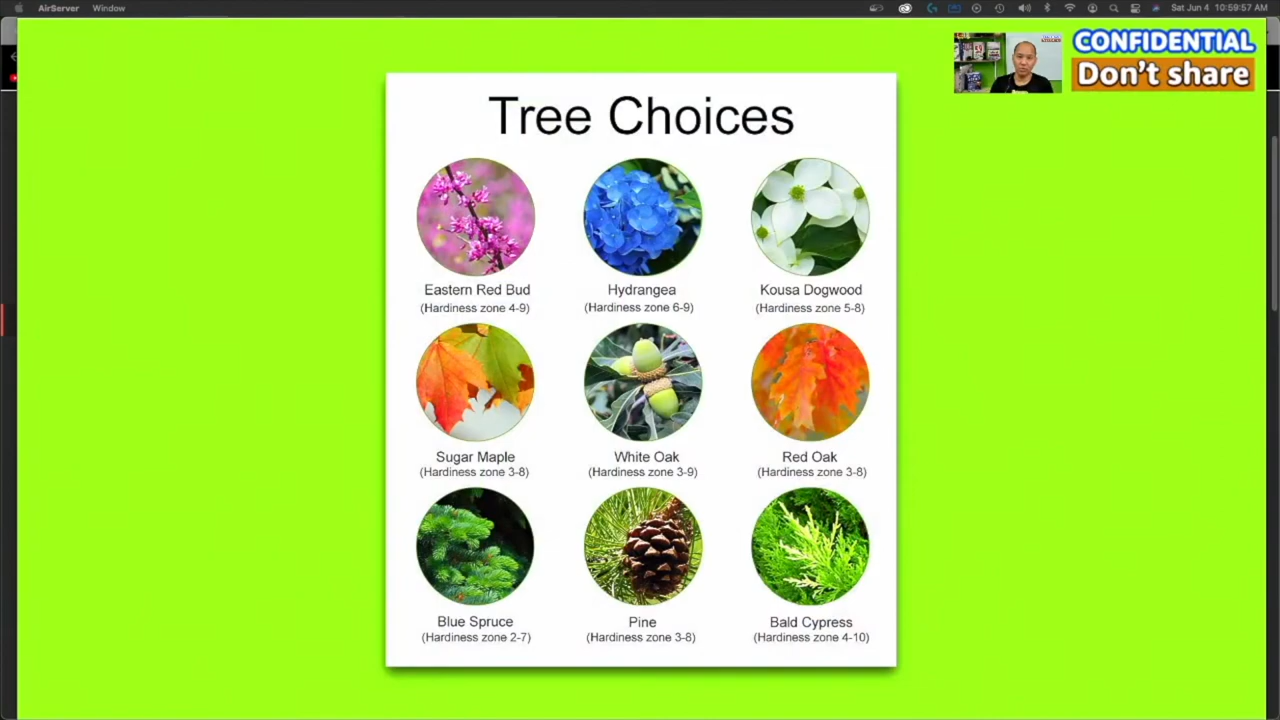 AirServer Window Sat Jun 4 10:59:57 AM
CONFIDENTIAL
Don't share
Tree Choices
Eastern Red Bud Hydrangea Kousa Dogwood
(Hardiness zone 4-9) (Hardiness zone 6-9) (Hardiness zone 5-8)
Sugar Maple White Oak Red Oak
(Hardiness zone 3-8) (Hardiness zone 3-9) (Hardiness zone 3-8)
Blue Spruce Pine Bald Cypress
(Hardiness zone 2-7) (Hardiness zone 3-8) (Hardiness zone 4-10)